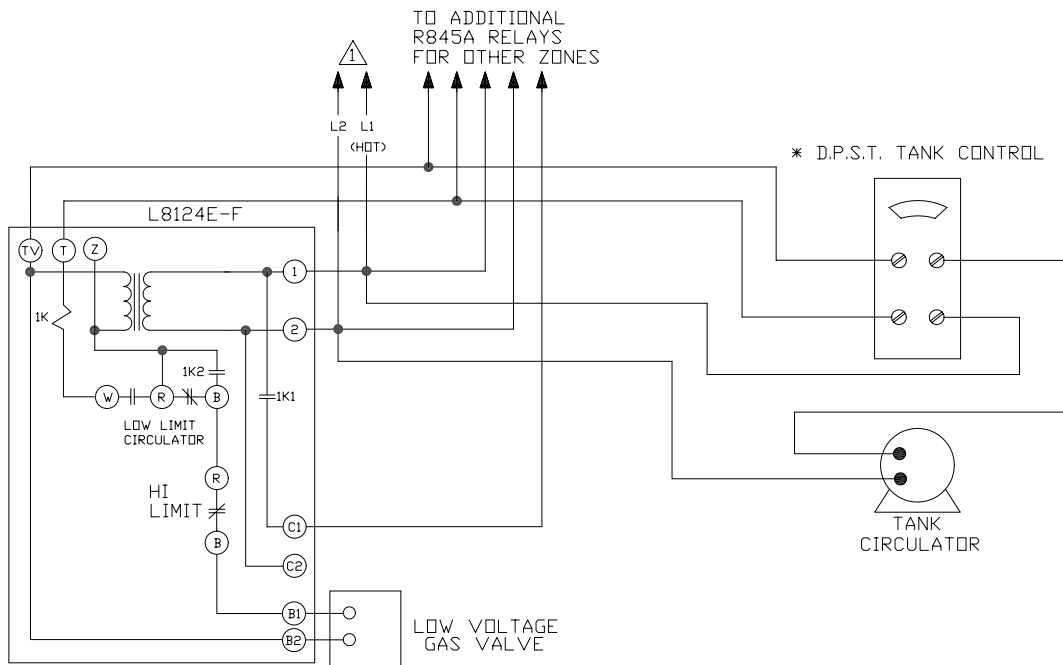 TO ADDITIONAL
R845A RELAYS
FOR OTHER ZONES
1
L2 L1
(HOT)
* D.P.S.T. TANK CONTROL
L8124E-F
TV T Z
1
1K
2
1K2
1K1
W R B
LOW LIMIT
CIRCULATOR
R
HI
LIMIT
B
C1
C2
TANK
CIRCULATOR
B1
B2
LOW VOLTAGE
GAS VALVE